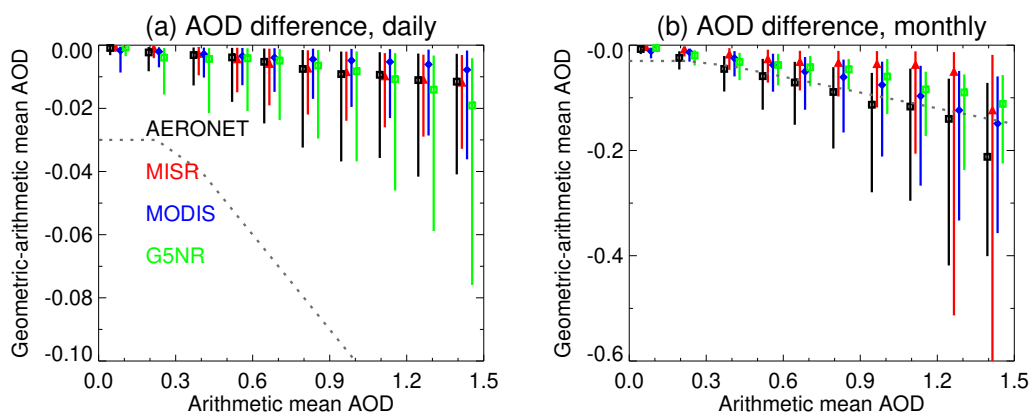 (a) AOD difference, daily
0.00
-0.02
-0.04
-0.06
-0.08
-0.10
Geometric-arithmetic mean AOD
AERONET
MISR
MODIS
G5NR
0.0 0.3 0.6 0.9 1.2 1.5
Arithmetic mean AOD
(b) AOD difference, monthly
-0.0
-0.2
-0.4
-0.6
Geometric-arithmetic mean AOD
0.0 0.3 0.6 0.9 1.2 1.5
Arithmetic mean AOD